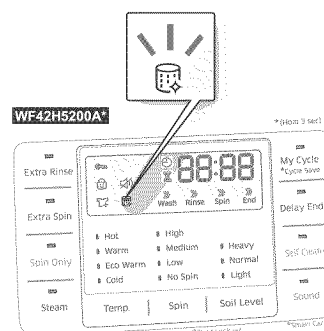 WF42H5200A*
*(Hold 3 sec)
Extra Rinse
88:88
My Cycle
*Cycle Save
Wash Rinse Spin End
Extra Spin
Delay End
Hot High
Warm Medium Heavy
Spin Only
Eco Warm Low Normal
Self Clean
Cold No Spin Light
Steam
Temp. Spin Soil Level
Sound